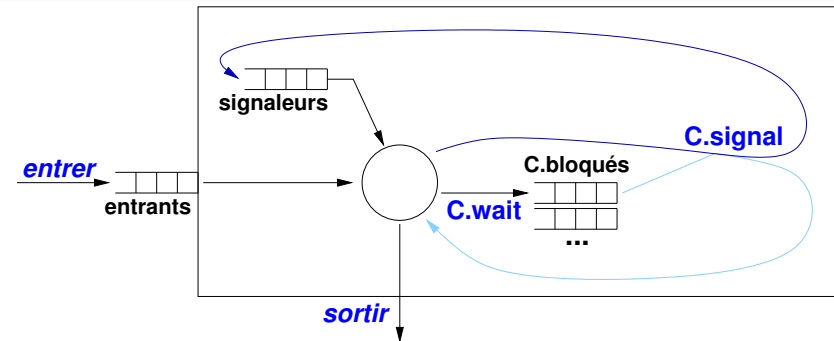 signaleurs
C.signal
entrer
C.bloqués
entrants
C.wait
...
sortir